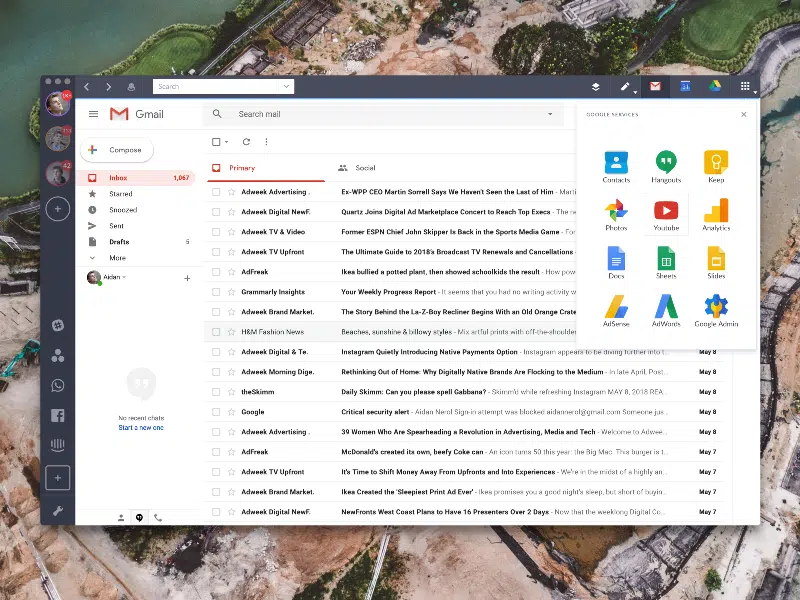 Search
185
111
42
Gmail
Search mail
GOOGLE SERVICES
Compose
Primary
Social
Inbox 1,067
Starred
Snoozed
Sent
Drafts 5
More
Aidan
No recent chats
Start a new one
Adweek Advertising . Ex-WPP CEO Martin Sorrell Says We Haven't Seen the Last of Him - Marti
Adweek Digital NewF. Quartz Joins Digital Ad Marketplace Concert to Reach Top Execs - The re
Adweek TV & Video Former ESPN Chief John Skipper Is Back in the Sports Media Game - For
Adweek TV Upfront The Ultimate Guide to 2018's Broadcast TV Renewals and Cancellations -
AdFreak Ikea bullied a potted plant, then showed schoolkids the result - How pow
Grammarly Insights Your Weekly Progress Report - It seems that you had no writing activity w
Adweek Brand Market. The Story Behind the La-Z-Boy Recliner Begins With an Old Orange Crate
H&M Fashion News Beaches, sunshine & billowy styles - Mix artful prints with off-the-shoulder
Adweek Digital & Te. Instagram Quietly Introducing Native Payments Option - Instagram appears to be diving further into t... May 8
Adweek Morning Dige. Rethinking Out of Home: Why Digitally Native Brands Are Flocking to the Medium - In late April, Post... May 8
theSkimm Daily Skimm: Can you please spell Gabbana? - Skimm'd while refreshing Instagram MAY 8, 2018 REA... May 8
Google Critical security alert - Aidan Nerol Sign-in attempt was blocked aidannerol@gmail.com Someone jus... May 8
Adweek Advertising . 39 Women Who Are Spearheading a Revolution in Advertising, Media and Tech - Welcome to Adwee... May 8
AdFreak McDonald's created its own, beefy Coke can - An icon turns 50 this year: the Big Mac. This burger is t... May 7
Adweek TV Upfront It's Time to Shift Money Away From Upfronts and Into Experiences - We're in the midst of a highly an... May 7
Adweek Brand Market. Ikea Created the 'Sleepiest Print Ad Ever' - Ikea promises you a good night's sleep, but short of buyin... May 7
Adweek Digital NewF. NewFronts West Coast Plans to Have 16 Presenters Over 2 Days - Now that the weeklong Digital Co... May 7
Contacts Hangouts Keep
Photos Youtube Analytics
Docs Sheets Slides
AdSense AdWords Google Admin